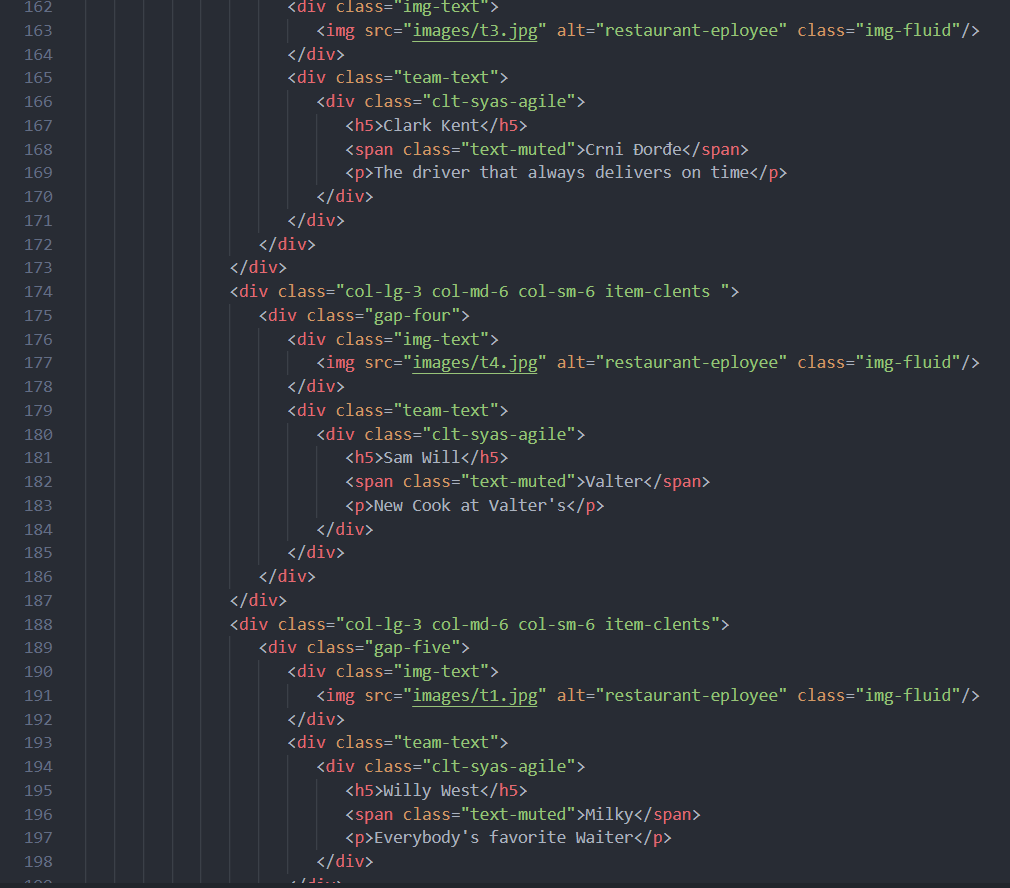 162 <div class="img-text">
163 <img src="images/t3.jpg" alt="restaurant-eployee" class="img-fluid"/>
164 </div>
165 <div class="team-text">
166 <div class="clt-syas-agile">
167 <h5>Clark Kent</h5>
168 <span class="text-muted">Crni Đorđe</span>
169 <p>The driver that always delivers on time</p>
170 </div>
171 </div>
172 </div>
173 </div>
174 <div class="col-lg-3 col-md-6 col-sm-6 item-clents ">
175 <div class="gap-four">
176 <div class="img-text">
177 <img src="images/t4.jpg" alt="restaurant-eployee" class="img-fluid"/>
178 </div>
179 <div class="team-text">
180 <div class="clt-syas-agile">
181 <h5>Sam Will</h5>
182 <span class="text-muted">Valter</span>
183 <p>New Cook at Valter's</p>
184 </div>
185 </div>
186 </div>
187 </div>
188 <div class="col-lg-3 col-md-6 col-sm-6 item-clents">
189 <div class="gap-five">
190 <div class="img-text">
191 <img src="images/t1.jpg" alt="restaurant-eployee" class="img-fluid"/>
192 </div>
193 <div class="team-text">
194 <div class="clt-syas-agile">
195 <h5>Willy West</h5>
196 <span class="text-muted">Milky</span>
197 <p>Everybody's favorite Waiter</p>
198 </div>